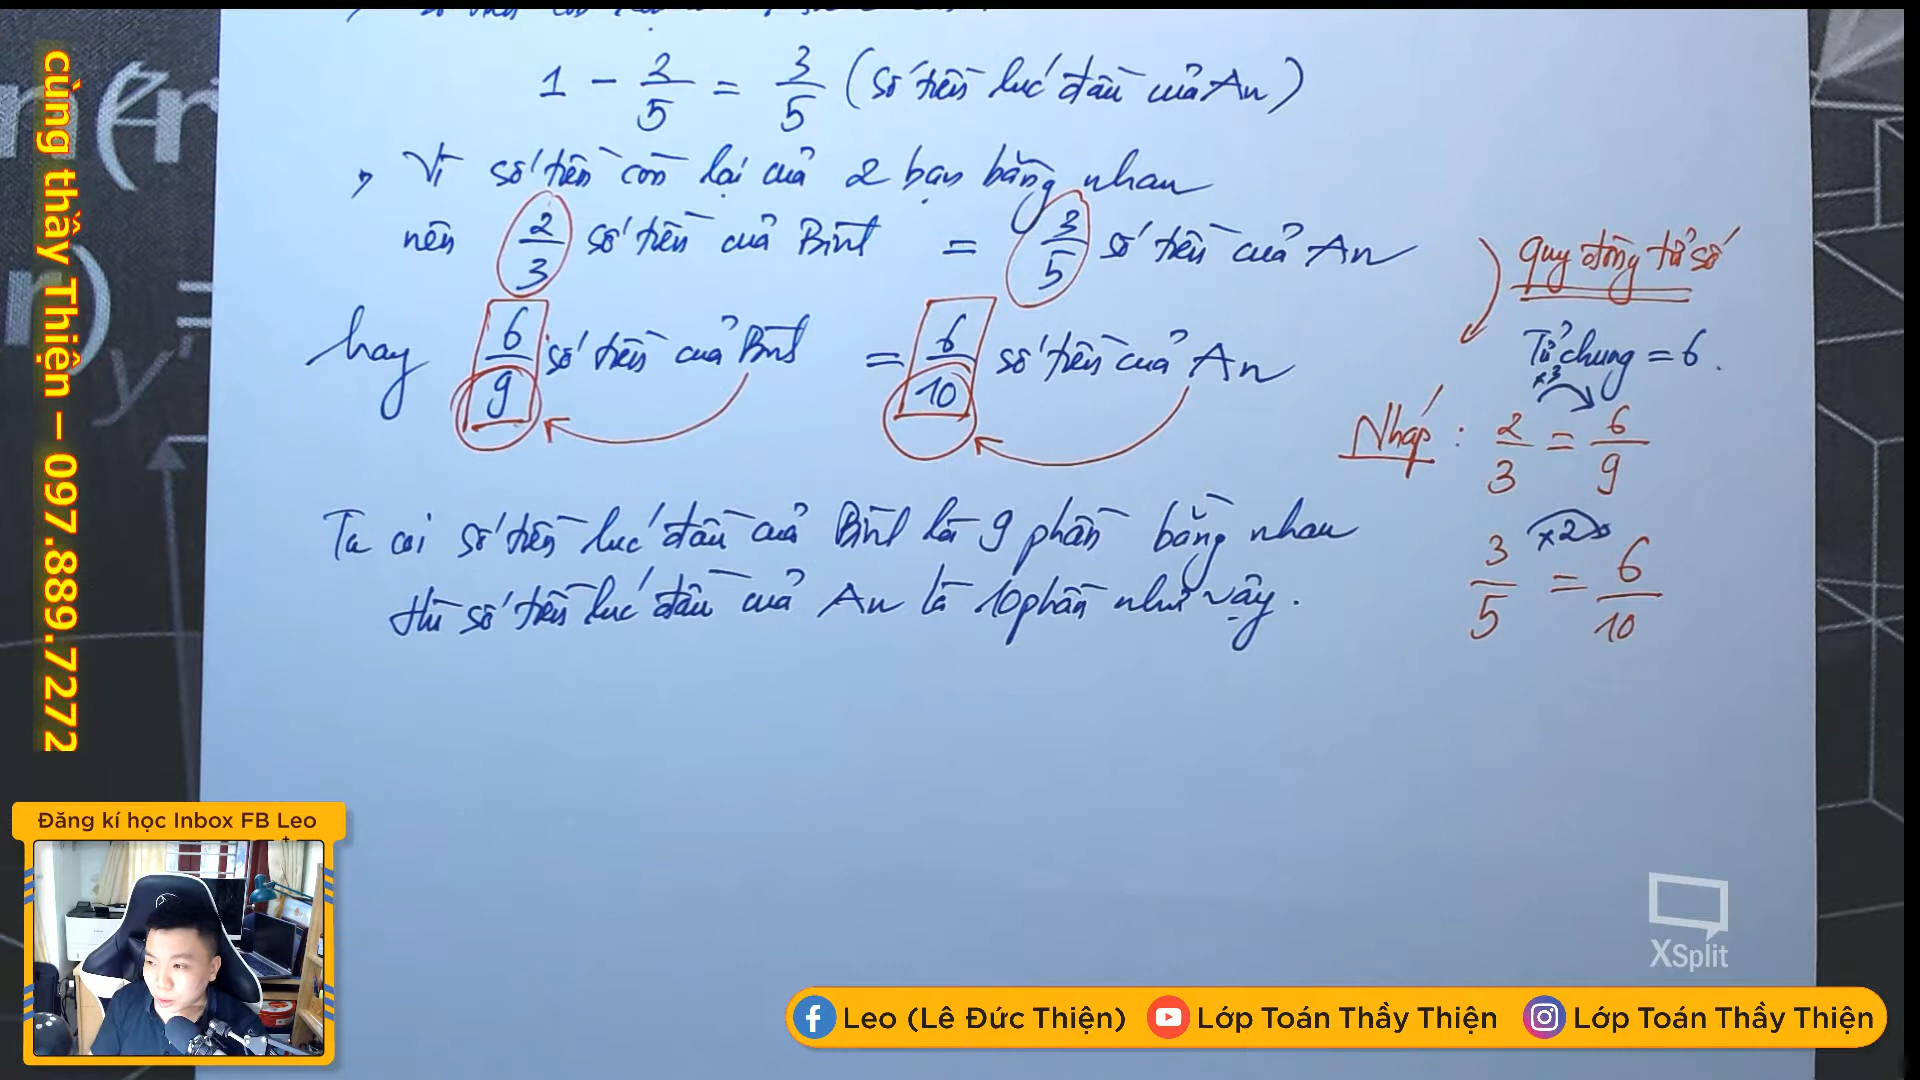 1 - 2/5 = 3/5 (số tiền lúc đầu của An)
Vì số tiền còn lại của 2 bạn bằng nhau
nên 2/3 số tiền của Bình = 3/5 số tiền của An
hay 6/9 số tiền của Bình = 6/10 số tiền của An
Ta coi số tiền lúc đầu của Bình là 9 phần bằng nhau
thì số tiền lúc đầu của An là 10 phần như vậy.
Quy đồng tử số
Tử chung = 6.
x3
Nháp: 2/3 = 6/9
x2
3/5 = 6/10
cùng thầy Thiện – 097.889.7272
Đăng kí học Inbox FB Leo
XSplit
Leo (Lê Đức Thiện) Lớp Toán Thầy Thiện Lớp Toán Thầy Thiện